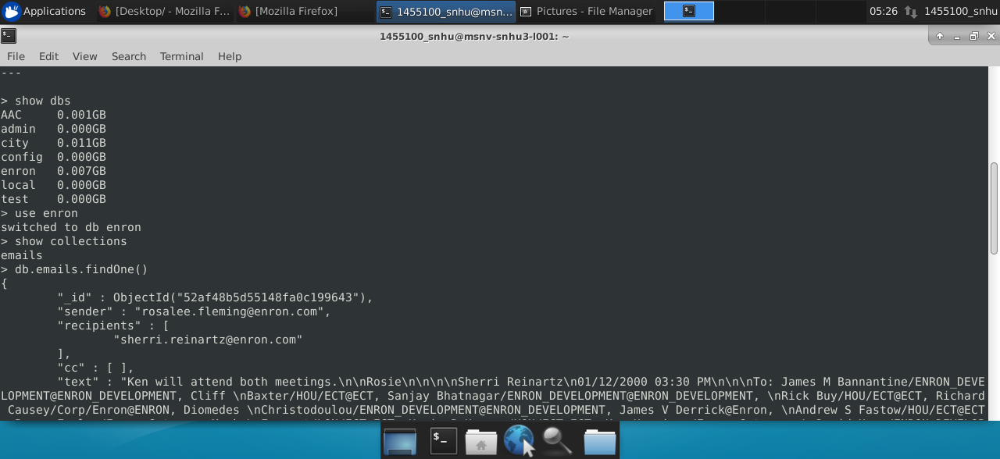 Applications [Desktop/ - Mozilla F... [Mozilla Firefox] 1455100_snhu@msn... Pictures - File Manager 05:26 1455100_snhu
1455100_snhu@msnv-snhu3-l001: ~
File Edit View Search Terminal Help
---
> show dbs
AAC     0.001GB
admin   0.000GB
city    0.011GB
config  0.000GB
enron   0.007GB
local   0.000GB
test    0.000GB
> use enron
switched to db enron
> show collections
emails
> db.emails.findOne()
{
        "_id" : ObjectId("52af48b5d55148fa0c199643"),
        "sender" : "rosalee.fleming@enron.com",
        "recipients" : [
                "sherri.reinartz@enron.com"
        ],
        "cc" : [ ],
        "text" : "Ken will attend both meetings.\n\nRosie\n\n\n\nSherri Reinartz\n01/12/2000 03:30 PM\n\n\nTo: James M Bannantine/ENRON_DEVE
LOPMENT@ENRON_DEVELOPMENT, Cliff \nBaxter/HOU/ECT@ECT, Sanjay Bhatnagar/ENRON_DEVELOPMENT@ENRON_DEVELOPMENT, \nRick Buy/HOU/ECT@ECT, Richard
 Causey/Corp/Enron@ENRON, Diomedes \nChristodoulou/ENRON_DEVELOPMENT@ENRON_DEVELOPMENT, James V Derrick@Enron, \nAndrew S Fastow/HOU/ECT@ECT